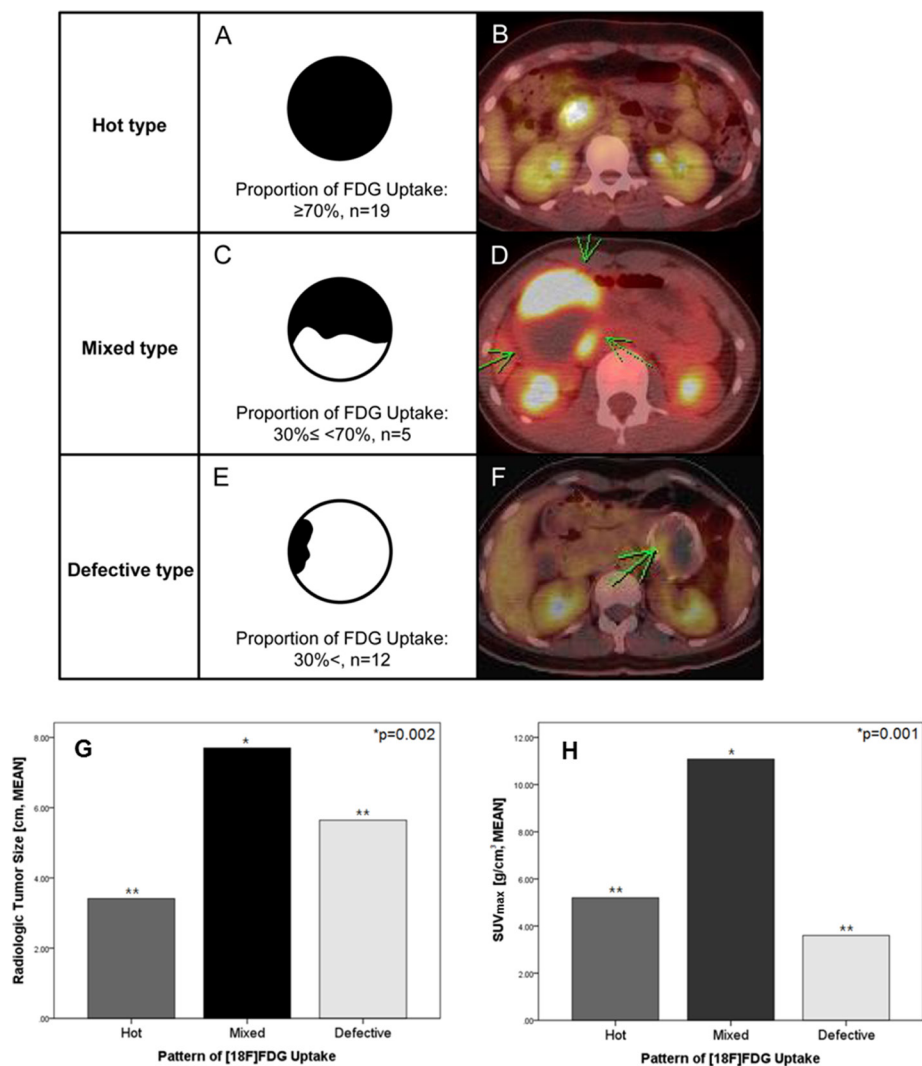 A
B
Hot type
Proportion of FDG Uptake:
≥70%, n=19
C
D
Mixed type
Proportion of FDG Uptake:
30%≤ <70%, n=5
E
F
Defective type
Proportion of FDG Uptake:
30%<, n=12
G
*p=0.002
Radiologic Tumor Size [cm, MEAN]
8.00
6.00
4.00
2.00
.00
**
*
**
Hot
Mixed
Defective
Pattern of [18F]FDG Uptake
H
*p=0.001
SUVmax [g/cm³, MEAN]
12.00
10.00
8.00
6.00
4.00
2.00
.00
**
*
**
Hot
Mixed
Defective
Pattern of [18F]FDG Uptake